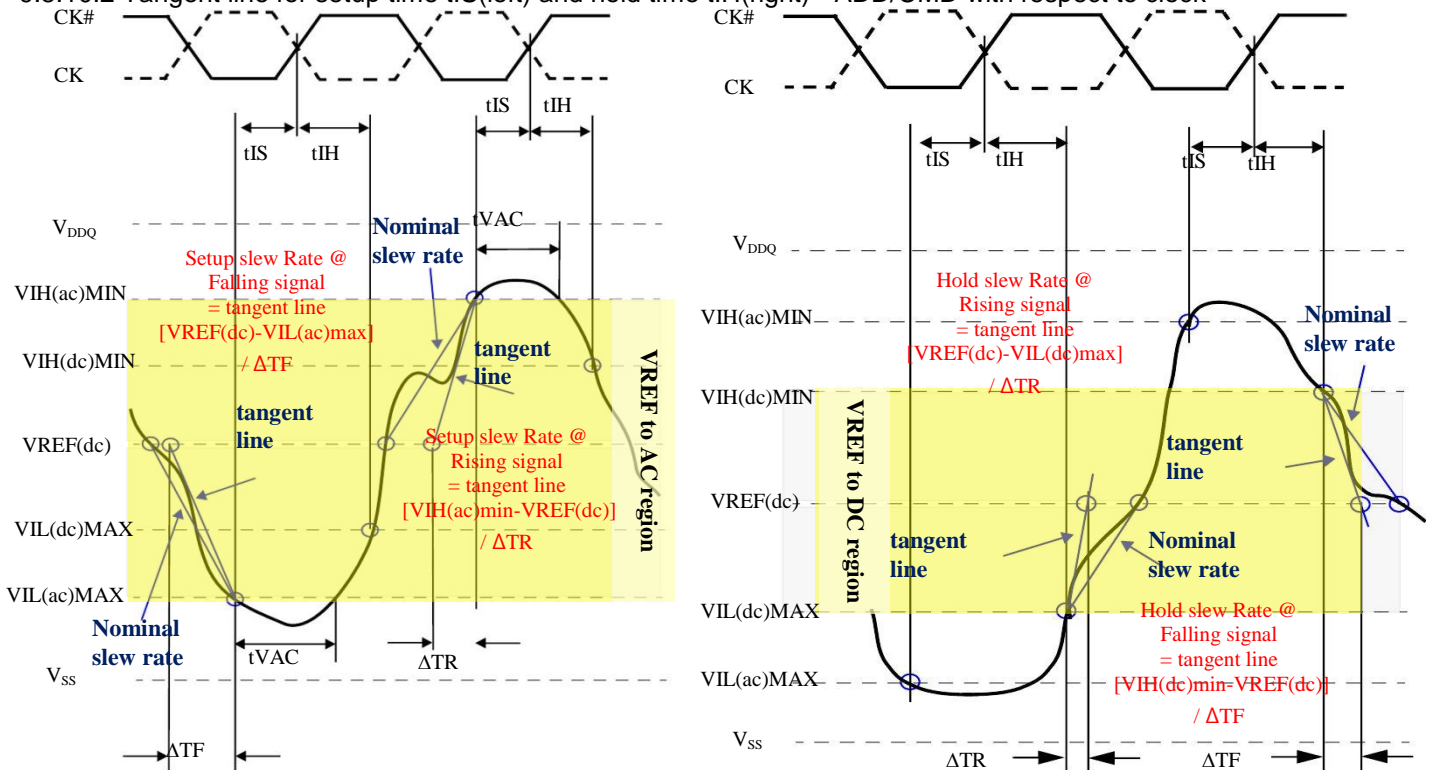 CK#
CK
tIS
tIH
tIS
tIH
V_DDQ
Nominal
slew rate
tVAC
Setup slew Rate @
Falling signal
= tangent line
[VREF(dc)-VIL(ac)max]
/ ΔTF
VIH(ac)MIN
VIH(dc)MIN
tangent
line
tangent
line
VREF(dc)
Setup slew Rate @
Rising signal
= tangent line
[VIH(ac)min-VREF(dc)]
/ ΔTR
VREF to AC region
VIL(dc)MAX
VIL(ac)MAX
Nominal
slew rate
tVAC
ΔTR
V_SS
ΔTF
CK#
CK
tIS
tIH
tIS
tIH
V_DDQ
Hold slew Rate @
Rising signal
= tangent line
[VREF(dc)-VIL(dc)max]
/ ΔTR
VIH(ac)MIN
Nominal
slew rate
VIH(dc)MIN
VREF to DC region
tangent
line
VREF(dc)
tangent
line
Nominal
slew rate
VIL(dc)MAX
Hold slew Rate @
Falling signal
= tangent line
[VIH(dc)min-VREF(dc)]
/ ΔTF
VIL(ac)MAX
V_SS
ΔTR
ΔTF